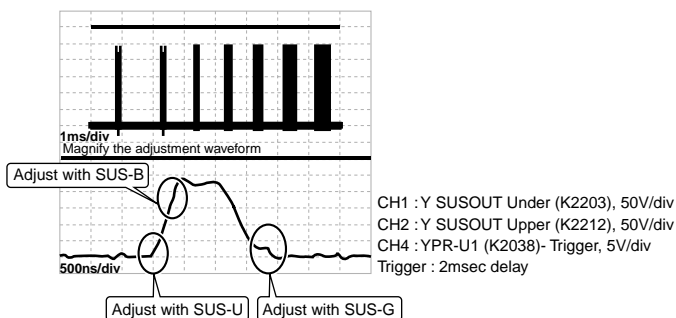 1ms/div
Magnify the adjustment waveform
Adjust with SUS-B
CH1 : Y SUSOUT Under (K2203), 50V/div
CH2 : Y SUSOUT Upper (K2212), 50V/div
CH4 : YPR-U1 (K2038)- Trigger, 5V/div
Trigger : 2msec delay
500ns/div
Adjust with SUS-U
Adjust with SUS-G